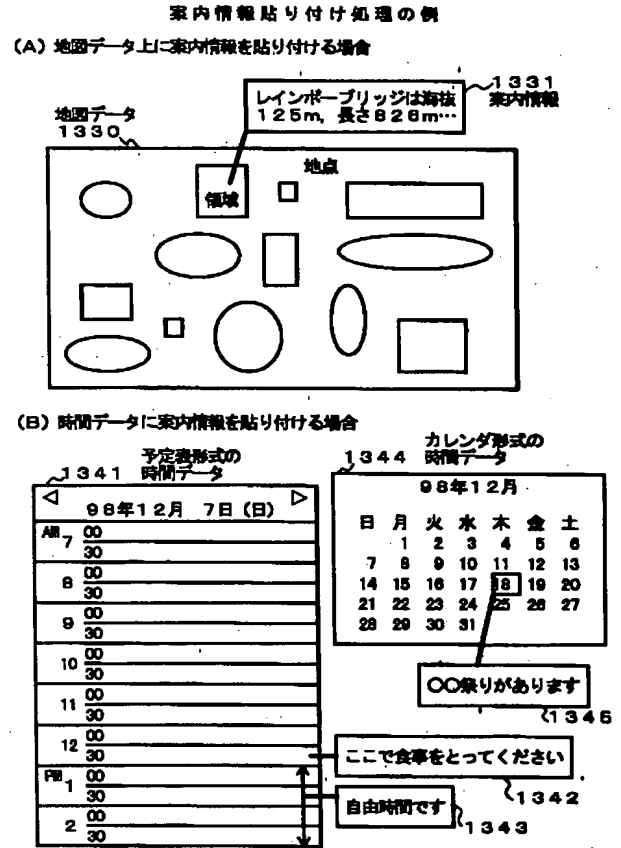 案内情報貼り付け処理の例
(A) 地図データ上に案内情報を貼り付ける場合
1331
案内情報
レインボーブリッジは海抜
125m, 長さ826m…
地図データ
1330
地点
領域
(B) 時間データに案内情報を貼り付ける場合
予定表形式の
時間データ
1341
カレンダ形式の
時間データ
1344
98年12月 7日(日)
AM 7 00
30
8 00
30
9 00
30
10 00
30
11 00
30
12 00
30
PM 1 00
30
2 00
30
98年12月
日 月 火 水 木 金 土
1 2 3 4 5 6
7 8 9 10 11 12 13
14 15 16 17 18 19 20
21 22 23 24 25 26 27
28 29 30 31
〇〇祭りがあります
1345
ここで食事をとってください
1342
自由時間です
1343